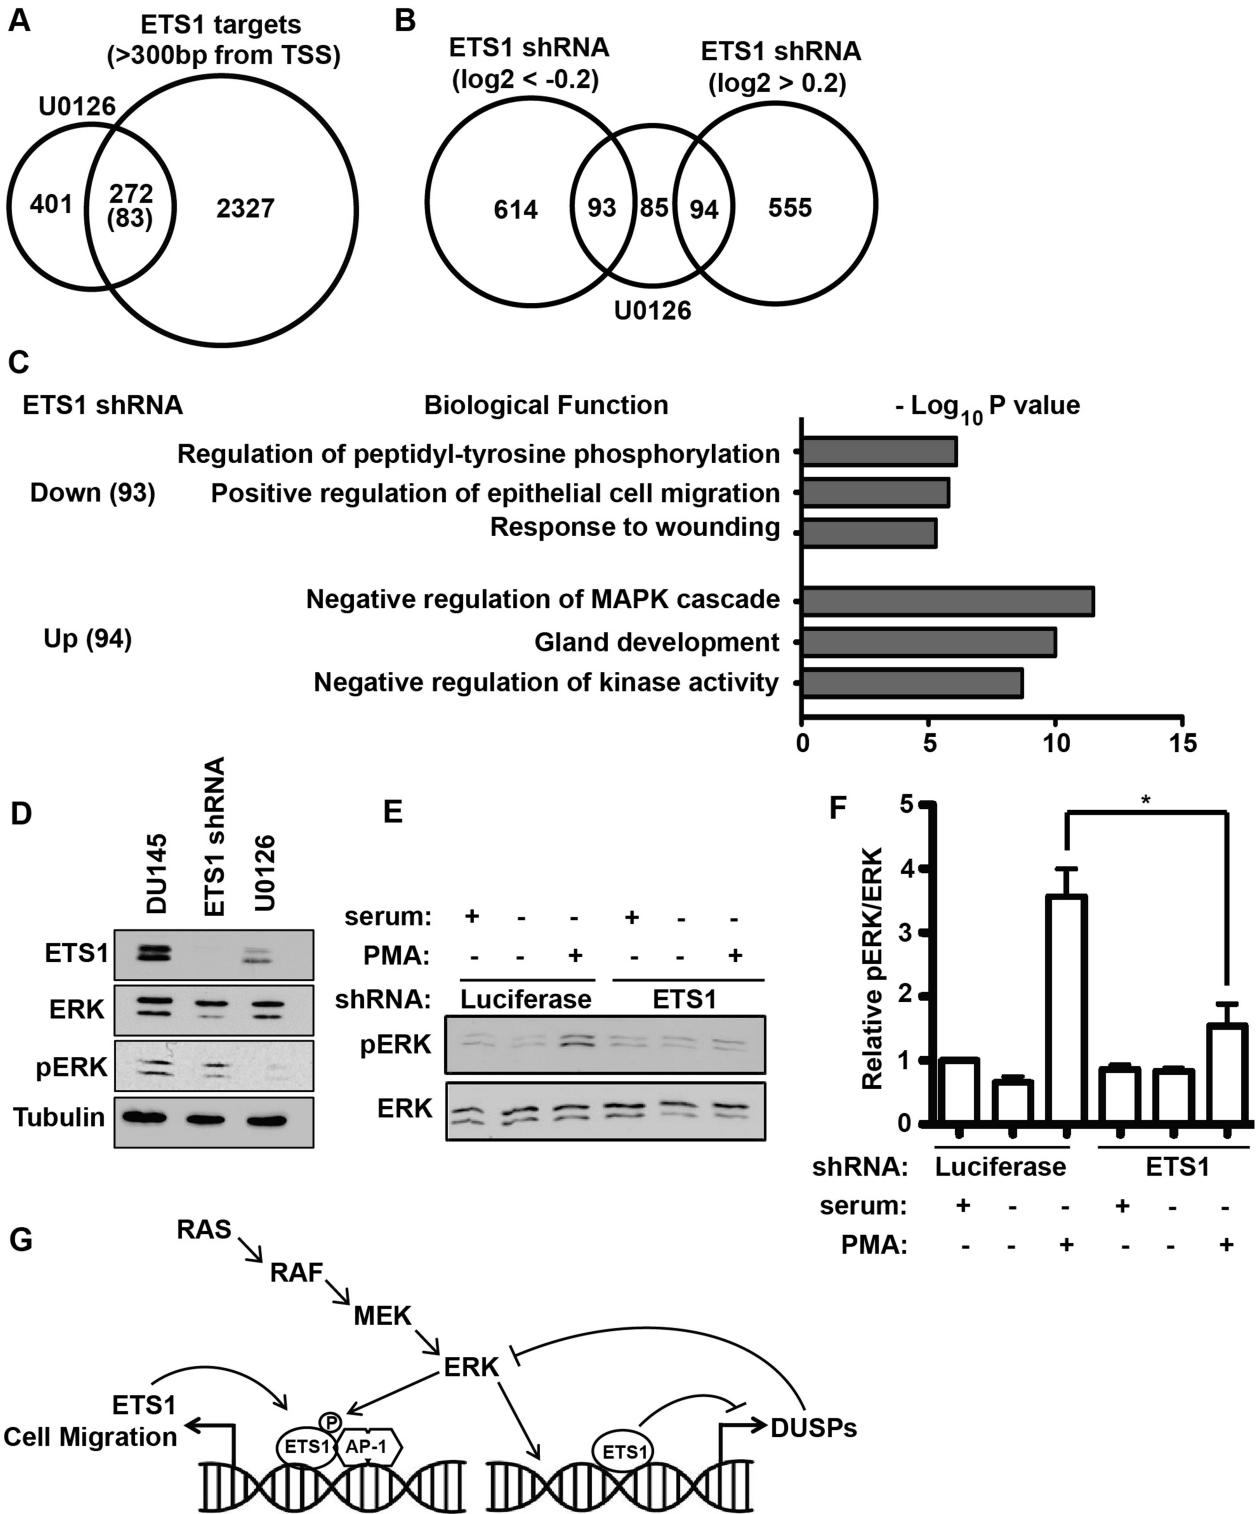 A
ETS1 targets
(>300bp from TSS)
U0126
401
272
(83)
2327
B
ETS1 shRNA
(log2 < -0.2)
ETS1 shRNA
(log2 > 0.2)
614
93
85
94
555
U0126
C
ETS1 shRNA
Biological Function
- Log10 P value
Regulation of peptidyl-tyrosine phosphorylation
Down (93)
Positive regulation of epithelial cell migration
Response to wounding
Negative regulation of MAPK cascade
Up (94)
Gland development
Negative regulation of kinase activity
0 5 10 15
D
DU145
ETS1 shRNA
U0126
ETS1
ERK
pERK
Tubulin
E
serum: + - - + - -
PMA: - - + - - +
shRNA: Luciferase ETS1
pERK
ERK
F
Relative pERK/ERK
5
4
3
2
1
0
*
shRNA: Luciferase ETS1
serum: + - - + - -
PMA: - - + - - +
G
RAS
RAF
MEK
ERK
ETS1
Cell Migration
P
ETS1
AP-1
ETS1
DUSPs